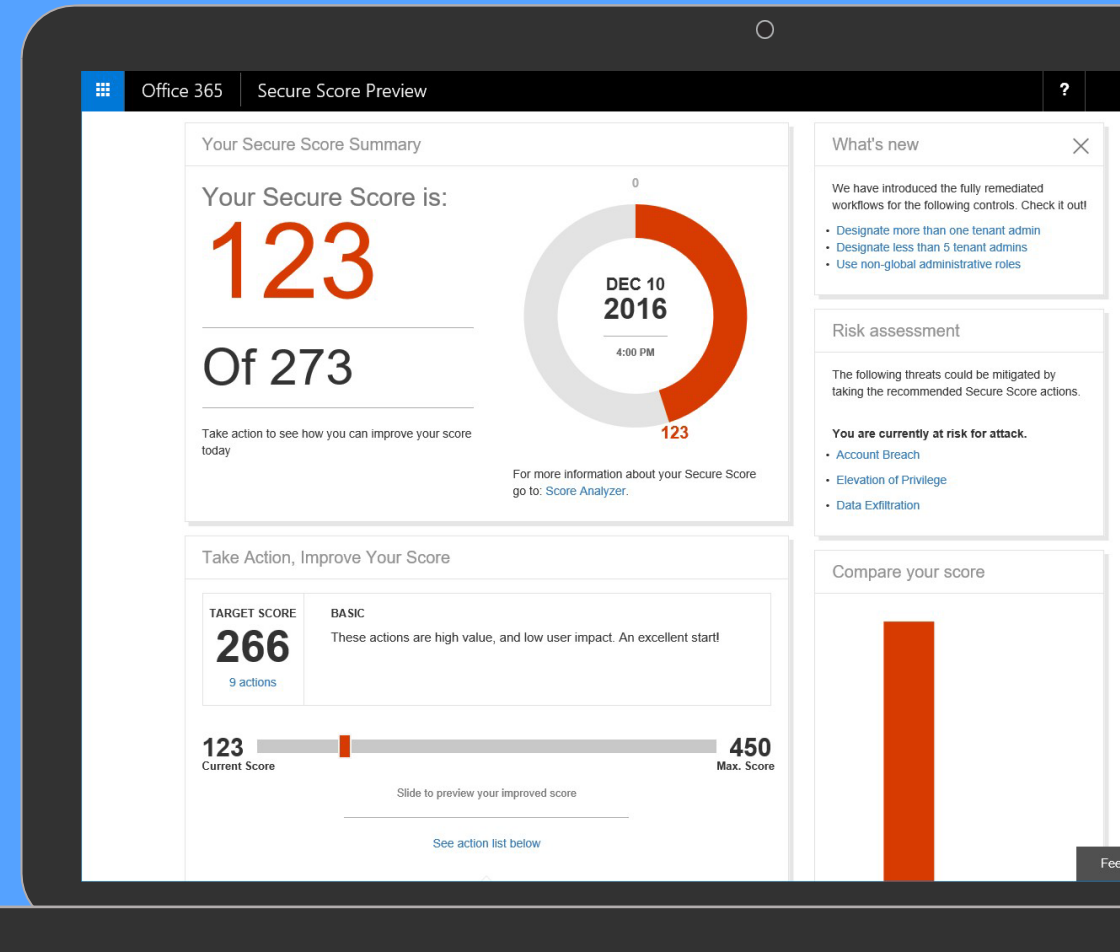 Office 365
Secure Score Preview
?
Your Secure Score Summary
Your Secure Score is:
123
Of 273
Take action to see how you can improve your score
today
0
DEC 10
2016
4:00 PM
123
For more information about your Secure Score
go to: Score Analyzer.
What's new
We have introduced the fully remediated
workflows for the following controls. Check it out!
• Designate more than one tenant admin
• Designate less than 5 tenant admins
• Use non-global administrative roles
Risk assessment
The following threats could be mitigated by
taking the recommended Secure Score actions.
You are currently at risk for attack.
• Account Breach
• Elevation of Privilege
• Data Exfiltration
Take Action, Improve Your Score
TARGET SCORE
266
9 actions
BASIC
These actions are high value, and low user impact. An excellent start!
123
Current Score
450
Max. Score
Slide to preview your improved score
See action list below
Compare your score
Fee